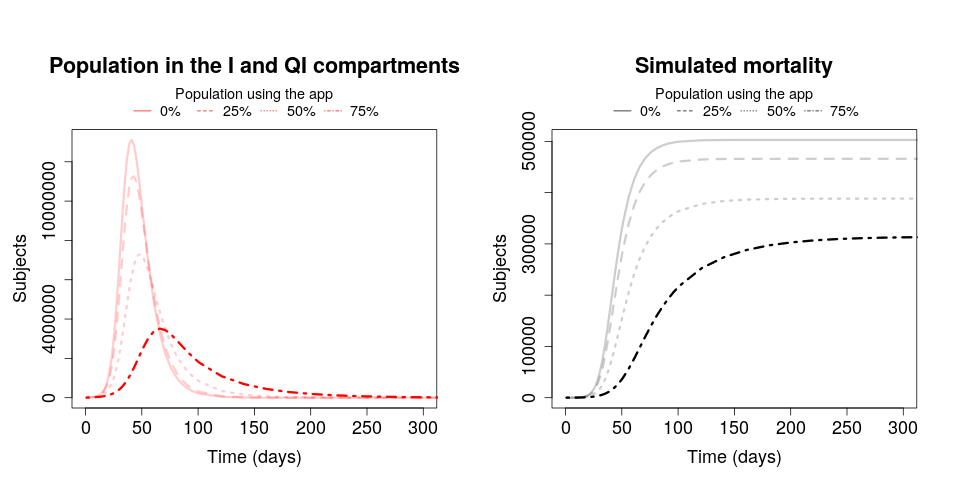 Population in the I and QI compartments
Population using the app
0% 25% 50% 75%
Subjects
0 4000000 10000000
0 50 100 150 200 250 300
Time (days)
Simulated mortality
Population using the app
0% 25% 50% 75%
Subjects
0 100000 300000 500000
0 50 100 150 200 250 300
Time (days)